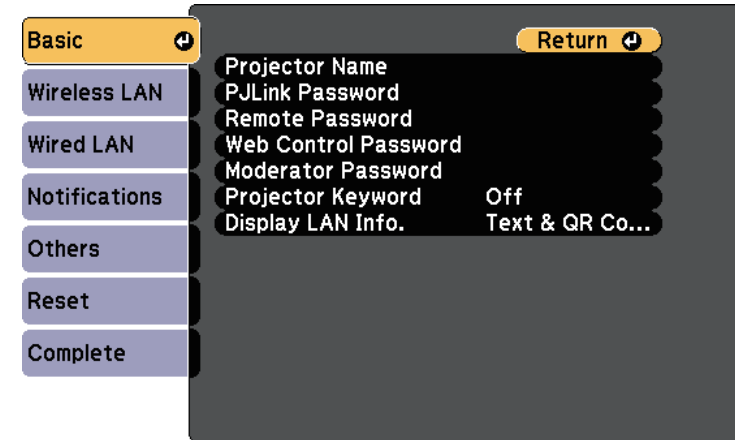 Basic
Wireless LAN
Wired LAN
Notifications
Others
Reset
Complete
Return
Projector Name
PJLink Password
Remote Password
Web Control Password
Moderator Password
Projector Keyword Off
Display LAN Info. Text & QR Co...